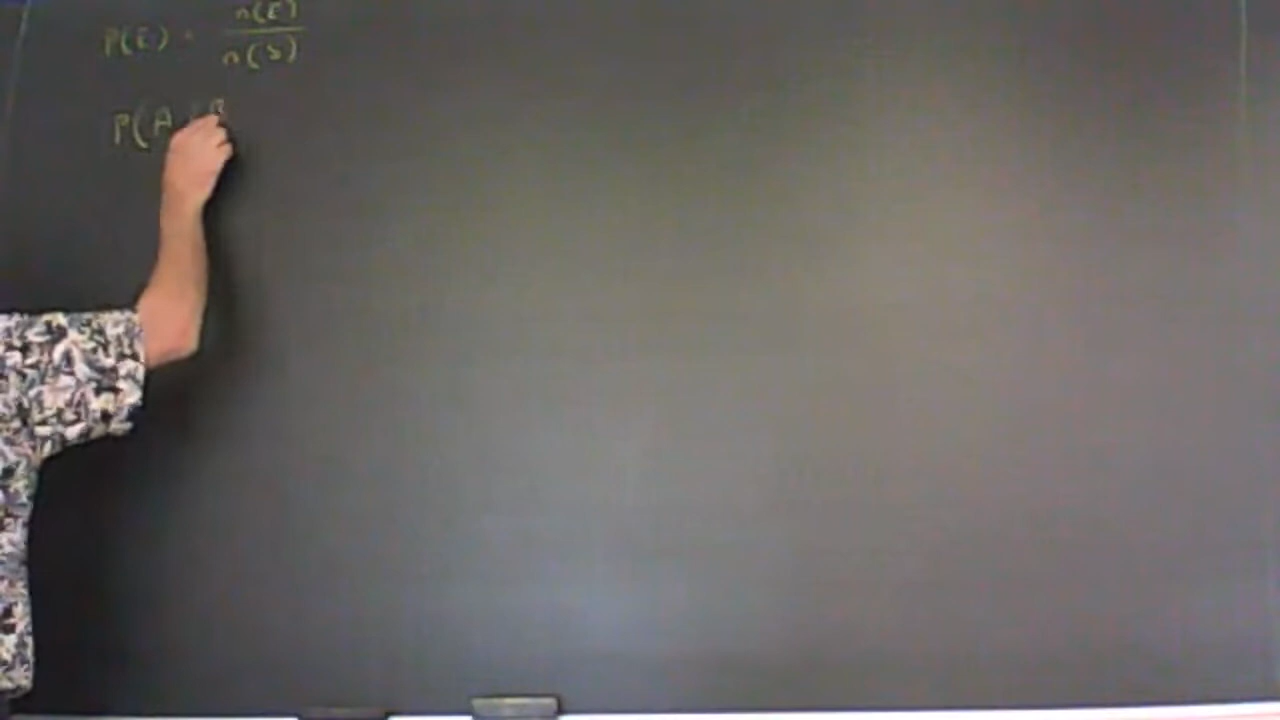 P(E) = n(E) / n(S)
P(A